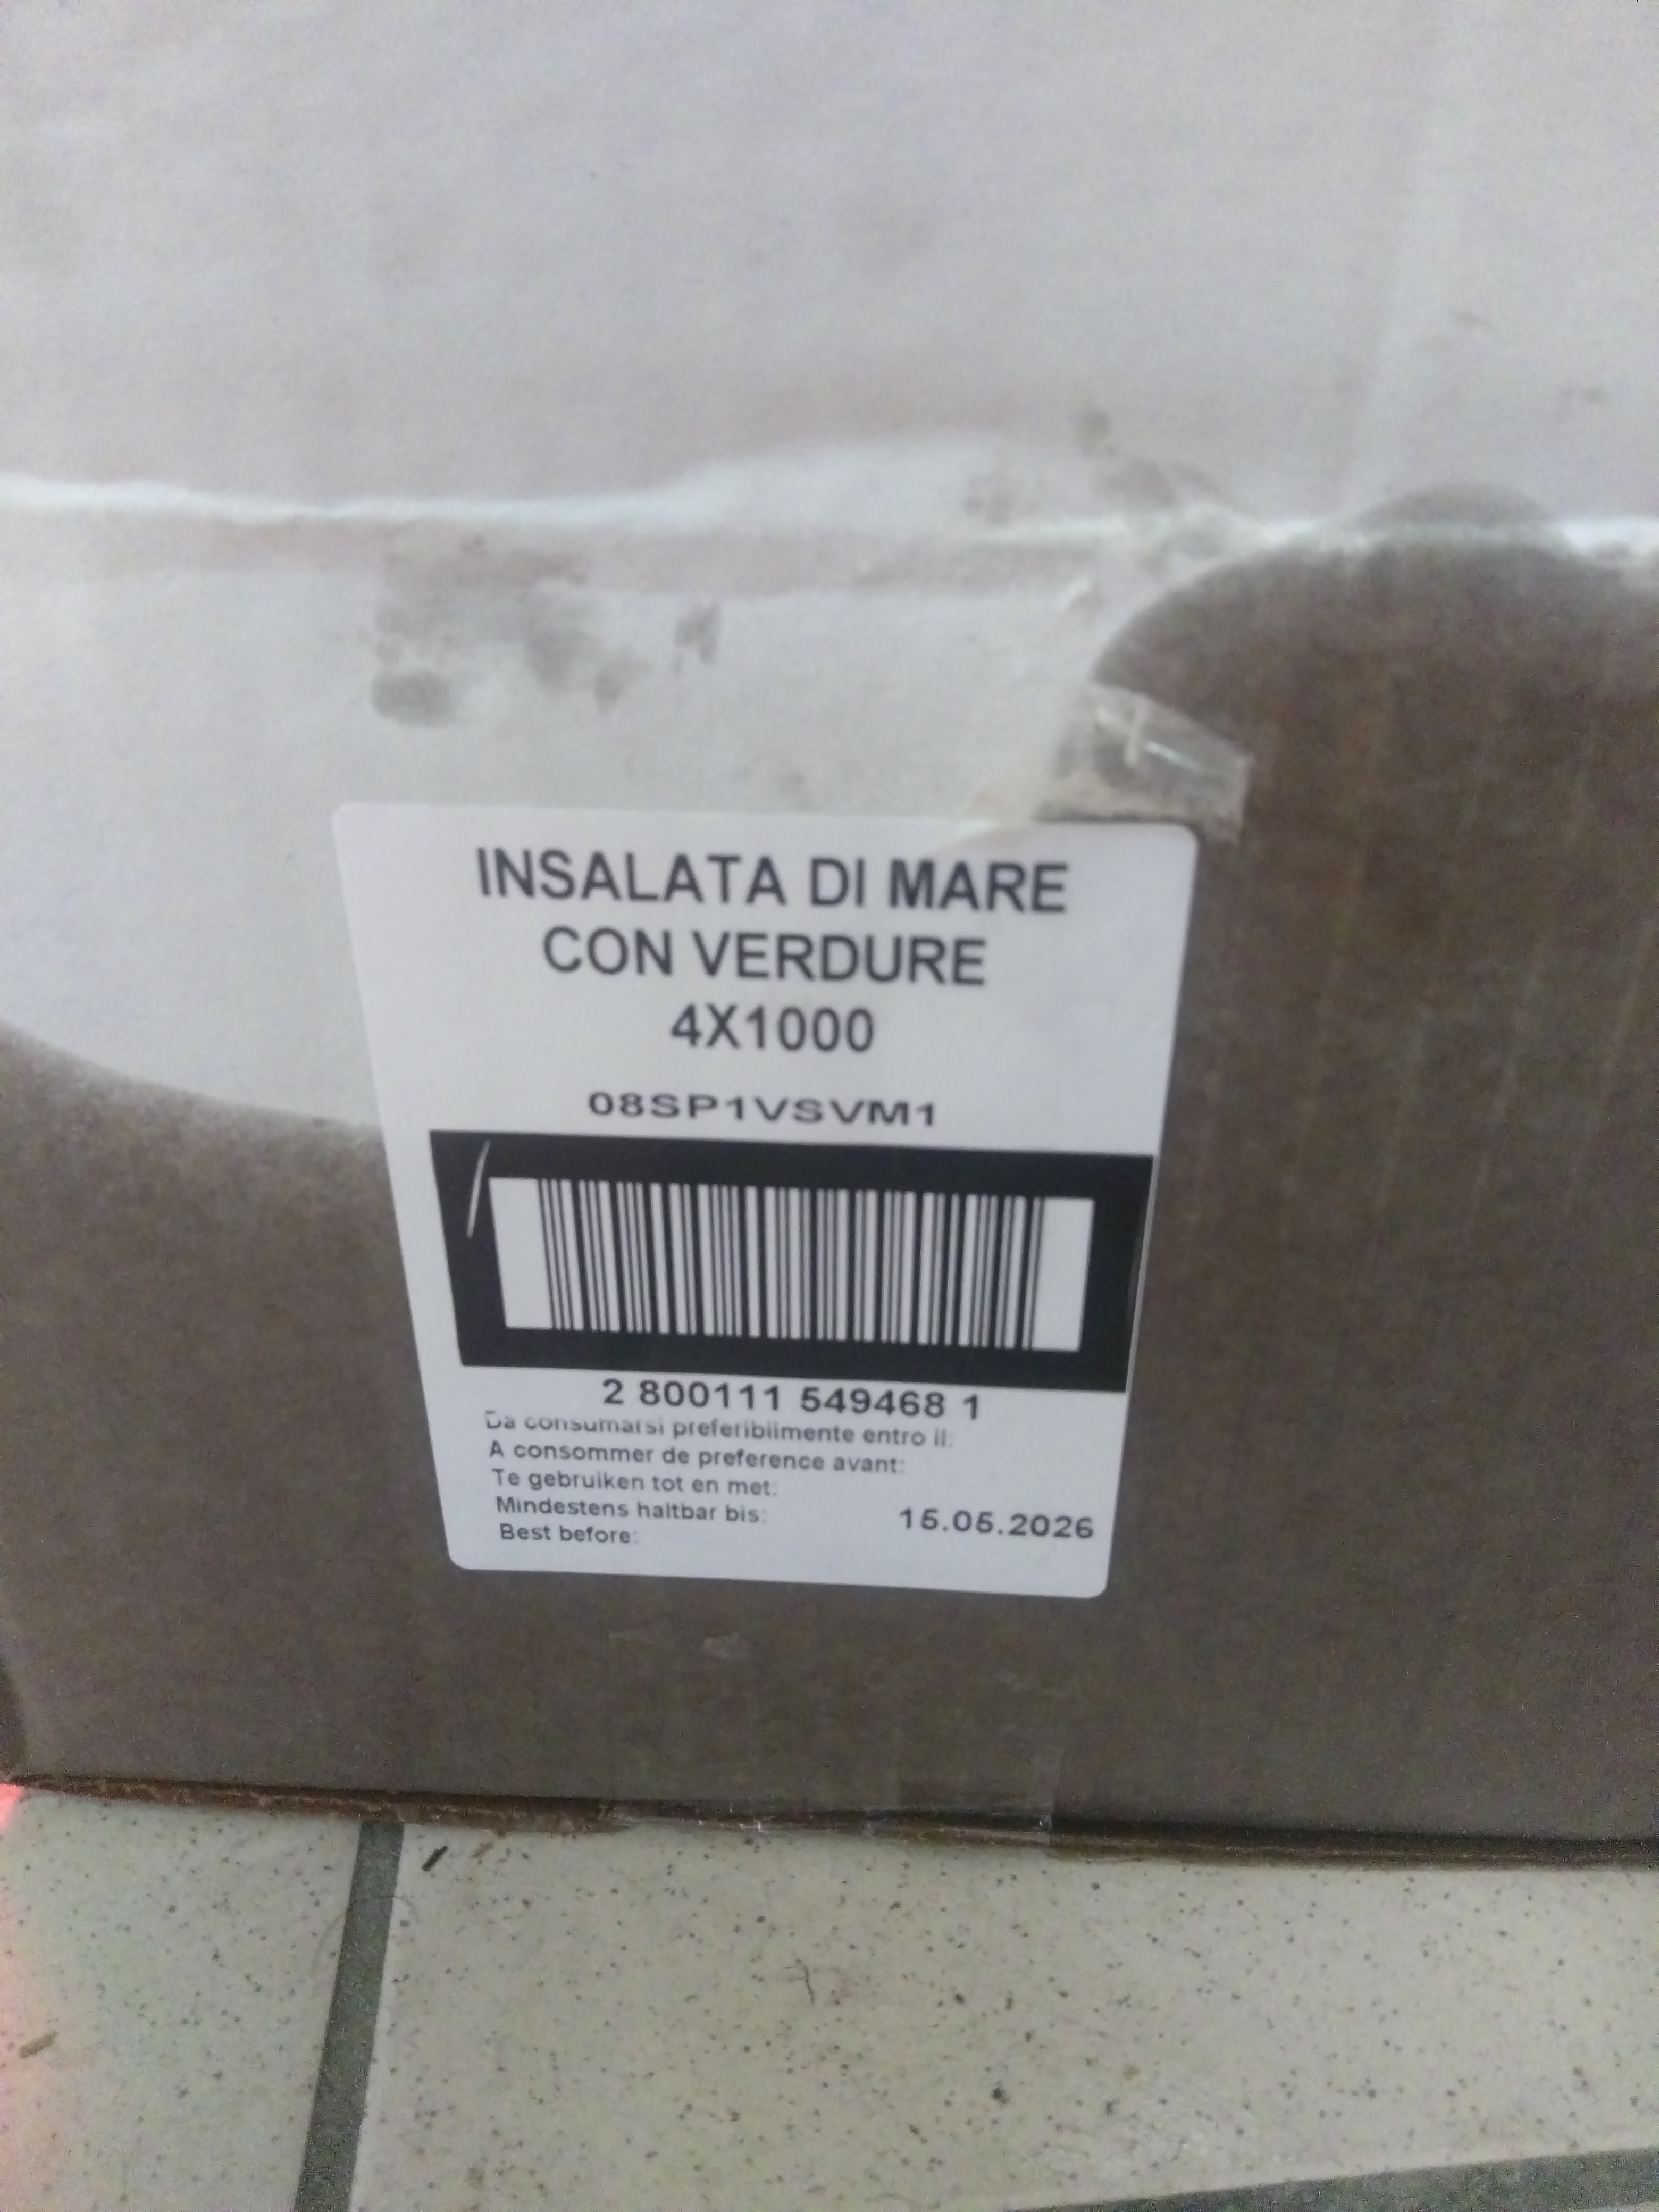 INSALATA DI MARE
CON VERDURE
4X1000
08SP1VSVM1
2 800111 549468 1
Da consumarsi preferibilmente entro il:
A consommer de preference avant:
Te gebruiken tot en met:
Mindestens haltbar bis: 15.05.2026
Best before: